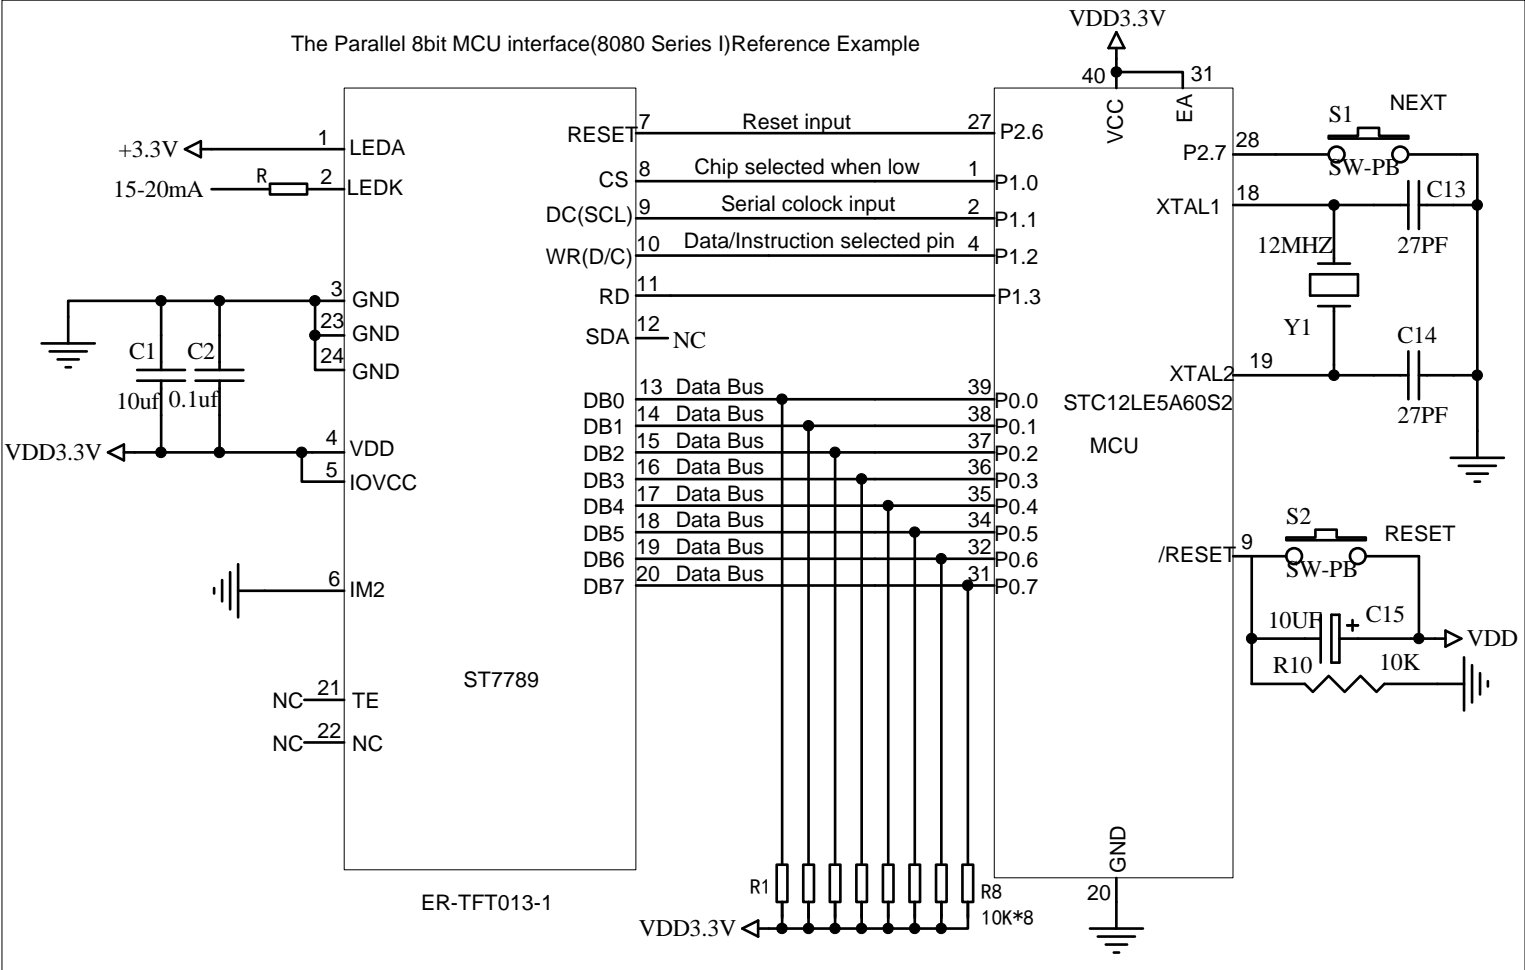 The Parallel 8bit MCU interface(8080 Series I)Reference Example
VDD3.3V
40
31
VCC
EA
+3.3V
1
LEDA
15-20mA
R
2
LEDK
3
GND
23
GND
24
GND
C1
C2
10uf
0.1uf
VDD3.3V
4
VDD
5
IOVCC
6
IM2
ST7789
NC
21
TE
NC
22
NC
ER-TFT013-1
RESET
7
Reset input
27
P2.6
CS
8
Chip selected when low
1
P1.0
DC(SCL)
9
Serial colock input
2
P1.1
WR(D/C)
10
Data/Instruction selected pin
4
P1.2
RD
11
P1.3
SDA
12
NC
DB0
13
Data Bus
39
P0.0
DB1
14
Data Bus
38
P0.1
DB2
15
Data Bus
37
P0.2
DB3
16
Data Bus
36
P0.3
DB4
17
Data Bus
35
P0.4
DB5
18
Data Bus
34
P0.5
DB6
19
Data Bus
32
P0.6
DB7
20
Data Bus
31
P0.7
R1
R8
10K*8
VDD3.3V
STC12LE5A60S2
MCU
P2.7
28
S1
NEXT
SW-PB
XTAL1
18
C13
27PF
12MHZ
Y1
XTAL2
19
C14
27PF
/RESET
9
S2
RESET
SW-PB
10UF
+
C15
VDD
R10
10K
GND
20